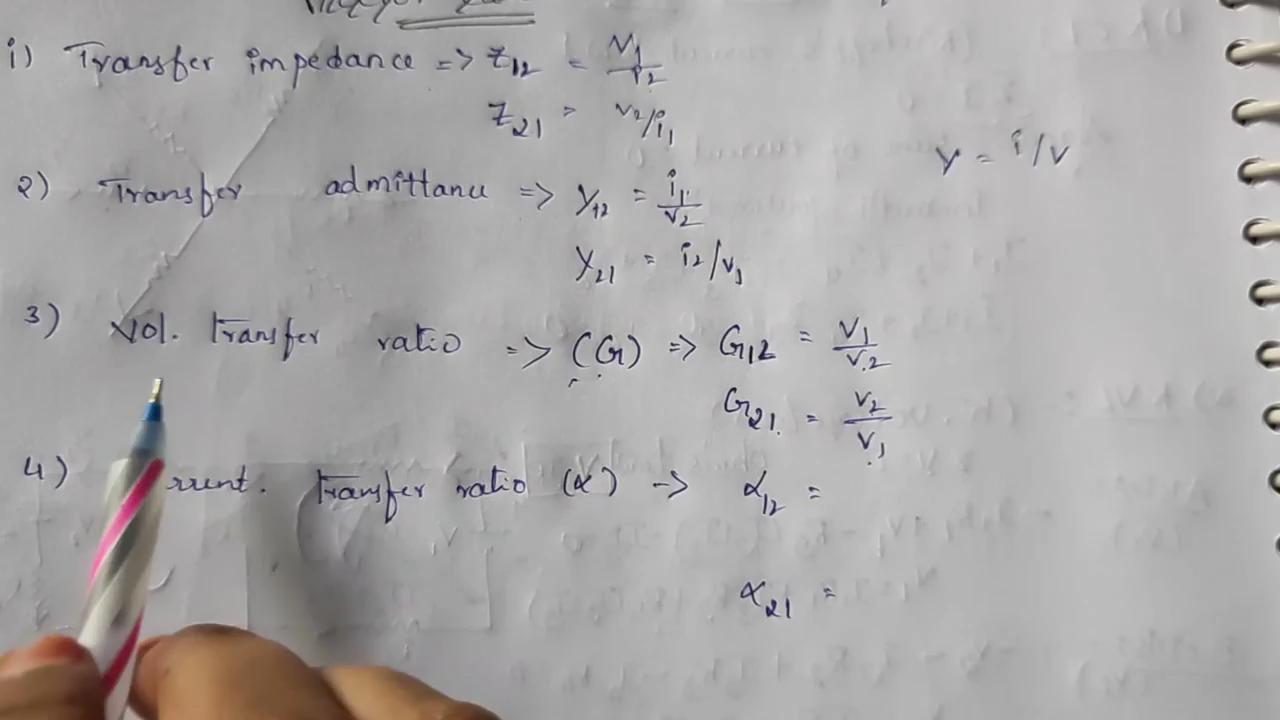 i) Transfer impedance => Z12 = V1/i2
Z21 = V2/i1
Y = i/V
2) Transfer admittance => Y12 = i1/V2
Y21 = i2/V1
3) Vol. Transfer ratio => (G) => G12 = V1/V2
G21 = V2/V1
4) rrent. Transfer ratio (α) -> α12 =
α21 =